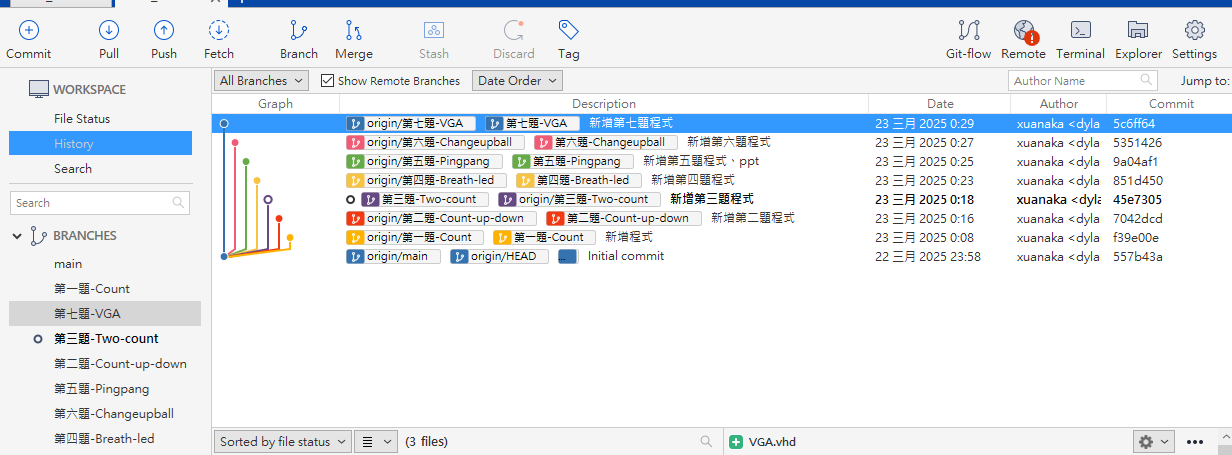 Commit Pull Push Fetch Branch Merge Stash Discard Tag Git-flow Remote Terminal Explorer Settings
WORKSPACE
File Status
History
Search
Search
BRANCHES
main
第一題-Count
第七題-VGA
第三題-Two-count
第二題-Count-up-down
第五題-Pingpang
第六題-Changeupball
第四題-Breath-led
All Branches Show Remote Branches Date Order Author Name Jump to:
Graph Description Date Author Commit
origin/第七題-VGA 第七題-VGA 新增第七題程式 23 三月 2025 0:29 xuanaka <dyla 5c6ff64
origin/第六題-Changeupball 第六題-Changeupball 新增第六題程式 23 三月 2025 0:27 xuanaka <dyla 5351426
origin/第五題-Pingpang 第五題-Pingpang 新增第五題程式、ppt 23 三月 2025 0:25 xuanaka <dyla 9a04af1
origin/第四題-Breath-led 第四題-Breath-led 新增第四題程式 23 三月 2025 0:23 xuanaka <dyla 851d450
第三題-Two-count origin/第三題-Two-count 新增第三題程式 23 三月 2025 0:18 xuanaka <dyla 45e7305
origin/第二題-Count-up-down 第二題-Count-up-down 新增第二題程式 23 三月 2025 0:16 xuanaka <dyla 7042dcd
origin/第一題-Count 第一題-Count 新增程式 23 三月 2025 0:08 xuanaka <dyla f39e00e
origin/main origin/HEAD ... Initial commit 22 三月 2025 23:58 xuanaka <dyla 557b43a
Sorted by file status (3 files) VGA.vhd